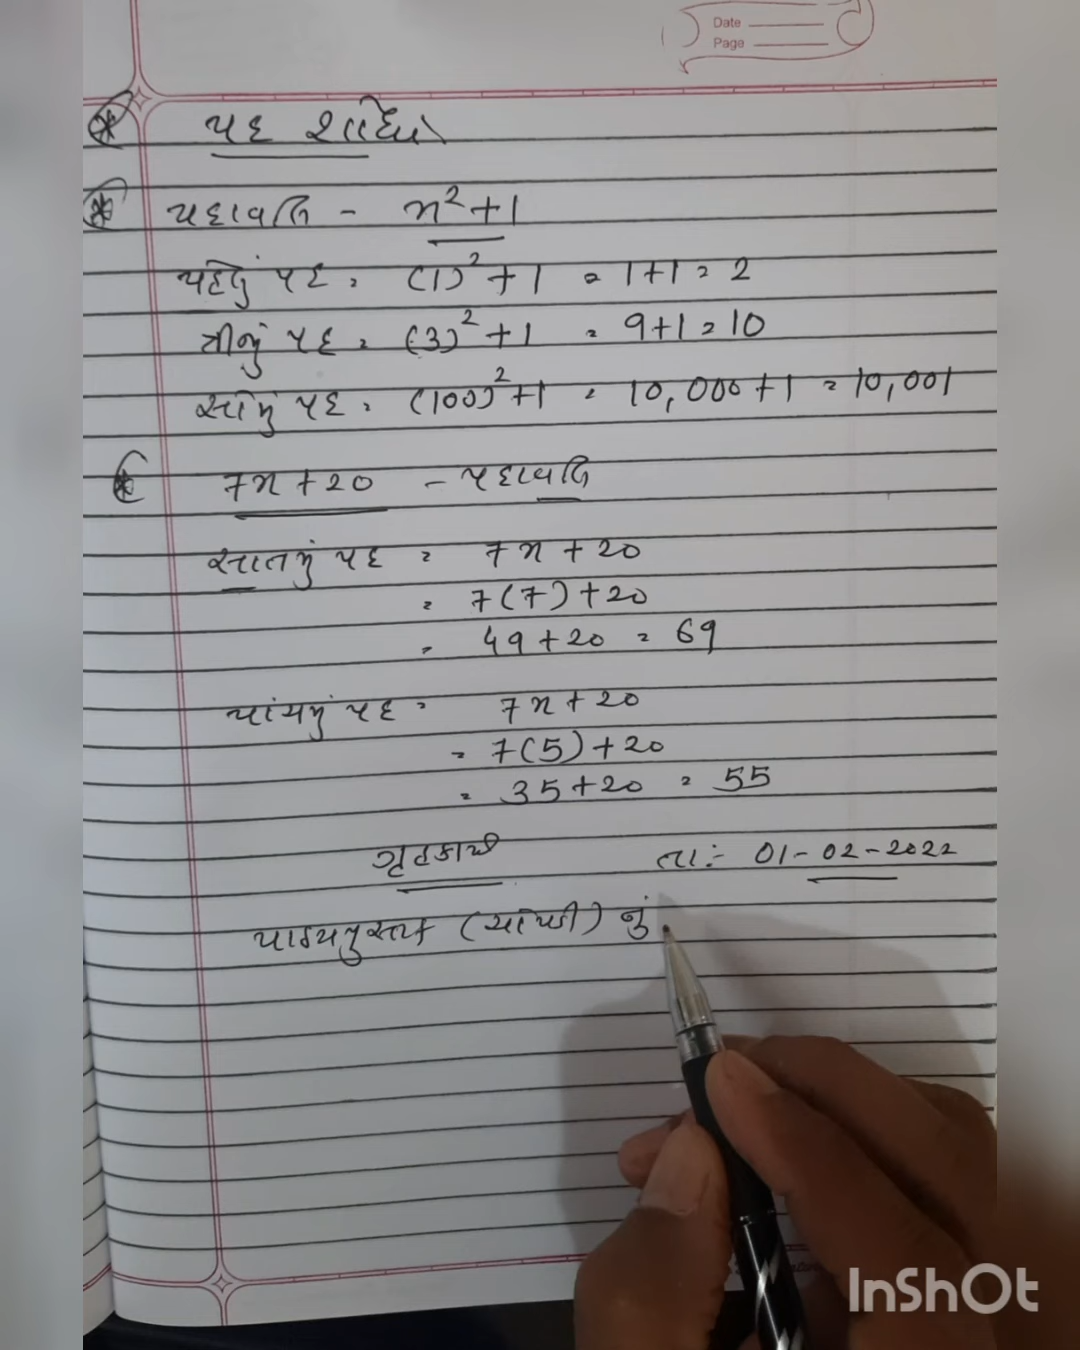 Date
Page
પદ શોધો
પદાવલિ - n²+1
પહેલું પદ = (1)²+1 = 1+1 = 2
ત્રીજું પદ = (3)²+1 = 9+1 = 10
સોમું પદ = (100)²+1 = 10,000+1 = 10,001
7n+20 - પદાવલિ
સાતમું પદ = 7n+20
= 7(7)+20
= 49+20 = 69
પાંચમું પદ = 7n+20
= 7(5)+20
= 35+20 = 55
ગૃહકાર્ય તા:- 01-02-2022
પાઠ્યપુસ્તક (ચોપડી) નું
InShOt